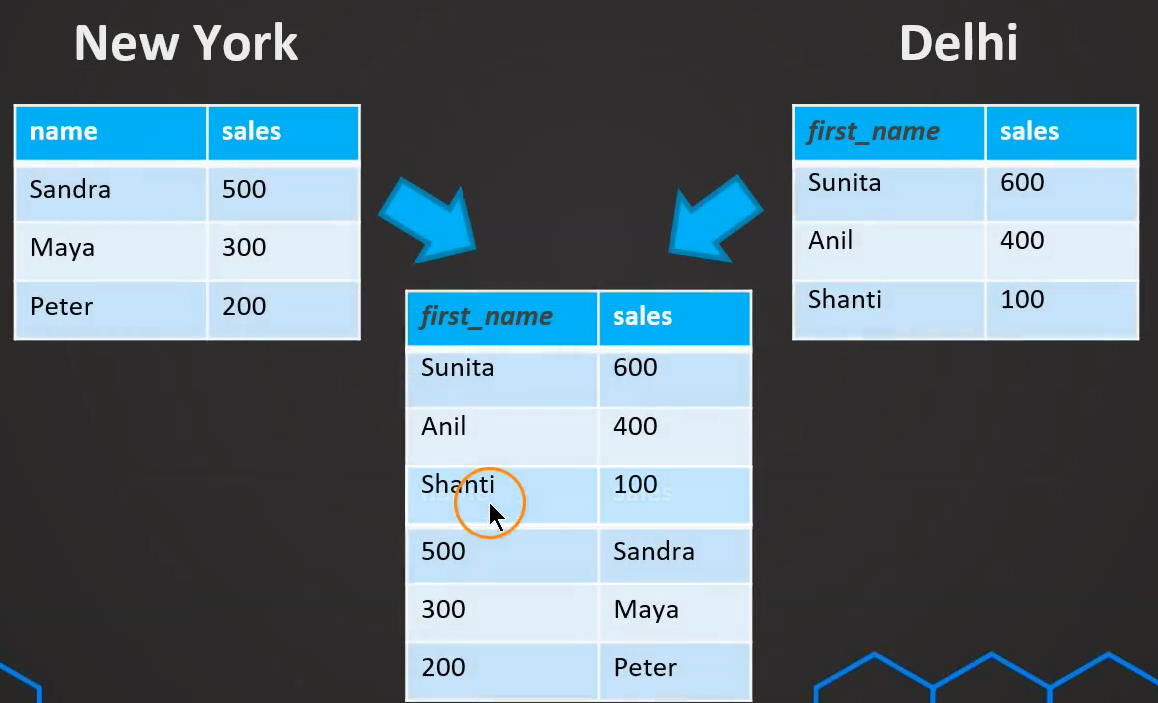 New York
name sales
Sandra 500
Maya 300
Peter 200
Delhi
first_name sales
Sunita 600
Anil 400
Shanti 100
first_name sales
Sunita 600
Anil 400
Shanti 100
500 Sandra
300 Maya
200 Peter